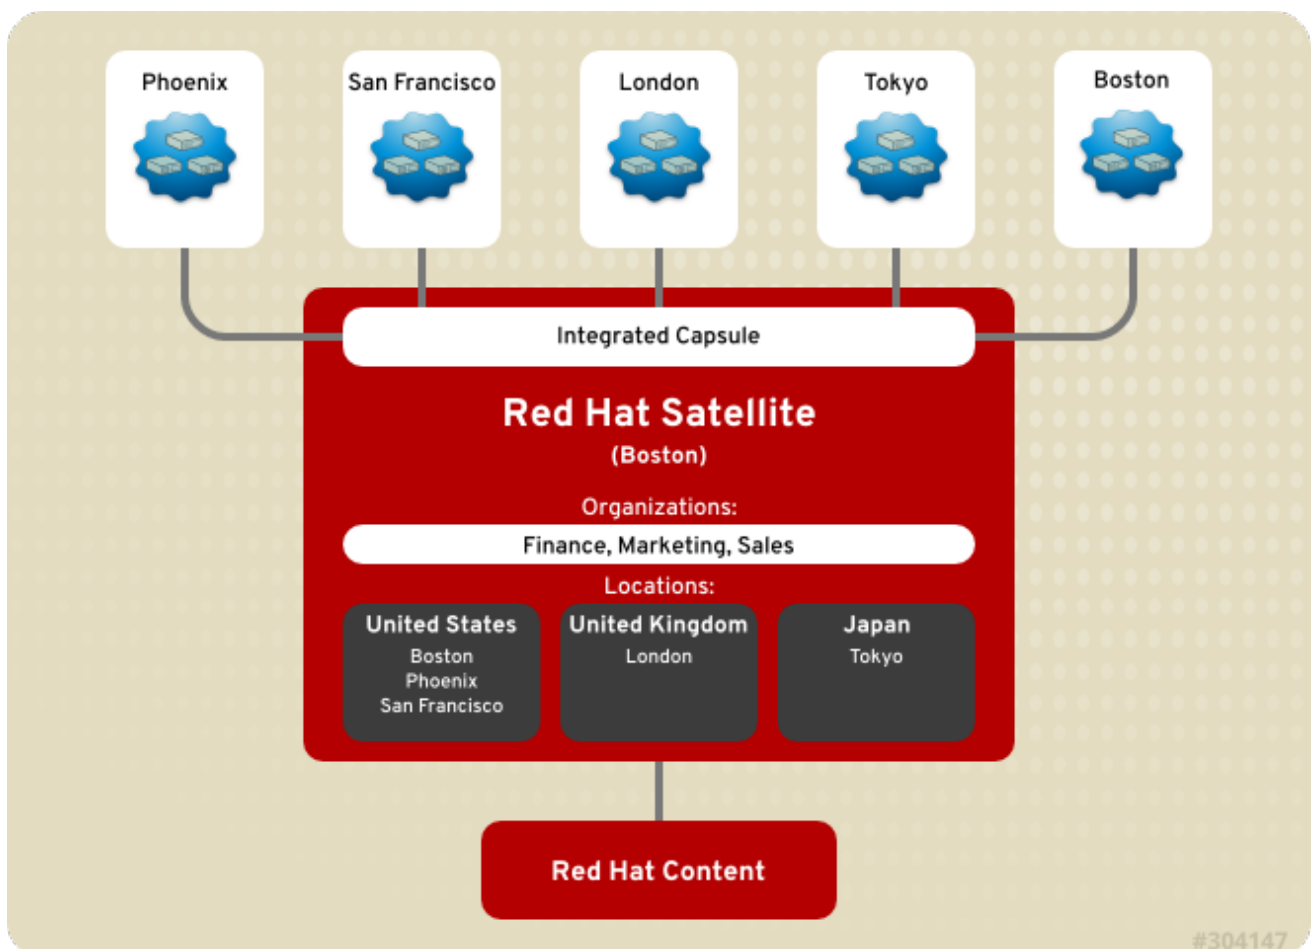 Phoenix
San Francisco
London
Tokyo
Boston
Integrated Capsule
Red Hat Satellite
(Boston)
Organizations:
Finance, Marketing, Sales
Locations:
United States
Boston
Phoenix
San Francisco
United Kingdom
London
Japan
Tokyo
Red Hat Content
#304147